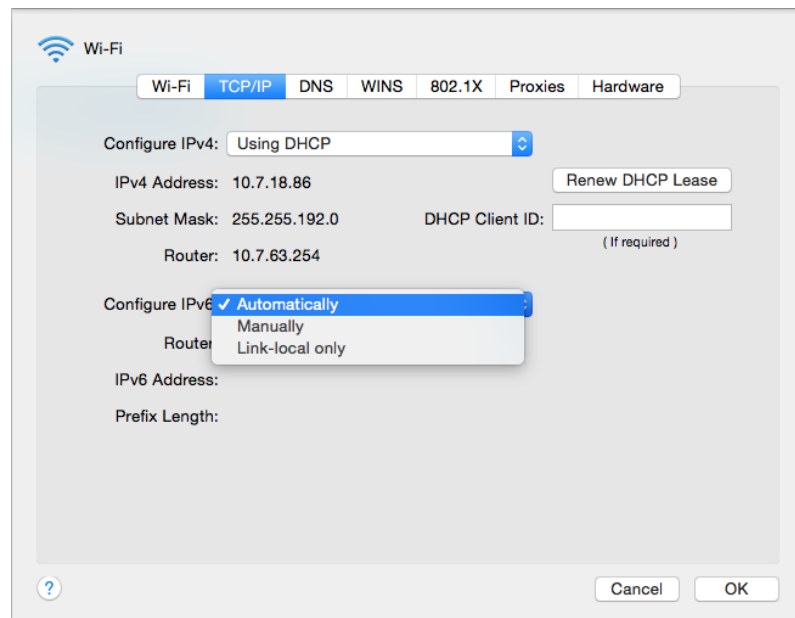 Wi-Fi
Wi-Fi TCP/IP DNS WINS 802.1X Proxies Hardware
Configure IPv4: Using DHCP
IPv4 Address: 10.7.18.86 Renew DHCP Lease
Subnet Mask: 255.255.192.0 DHCP Client ID:
( If required )
Router: 10.7.63.254
Configure IPv6 ✓ Automatically
Manually
Router Link-local only
IPv6 Address:
Prefix Length:
? Cancel OK